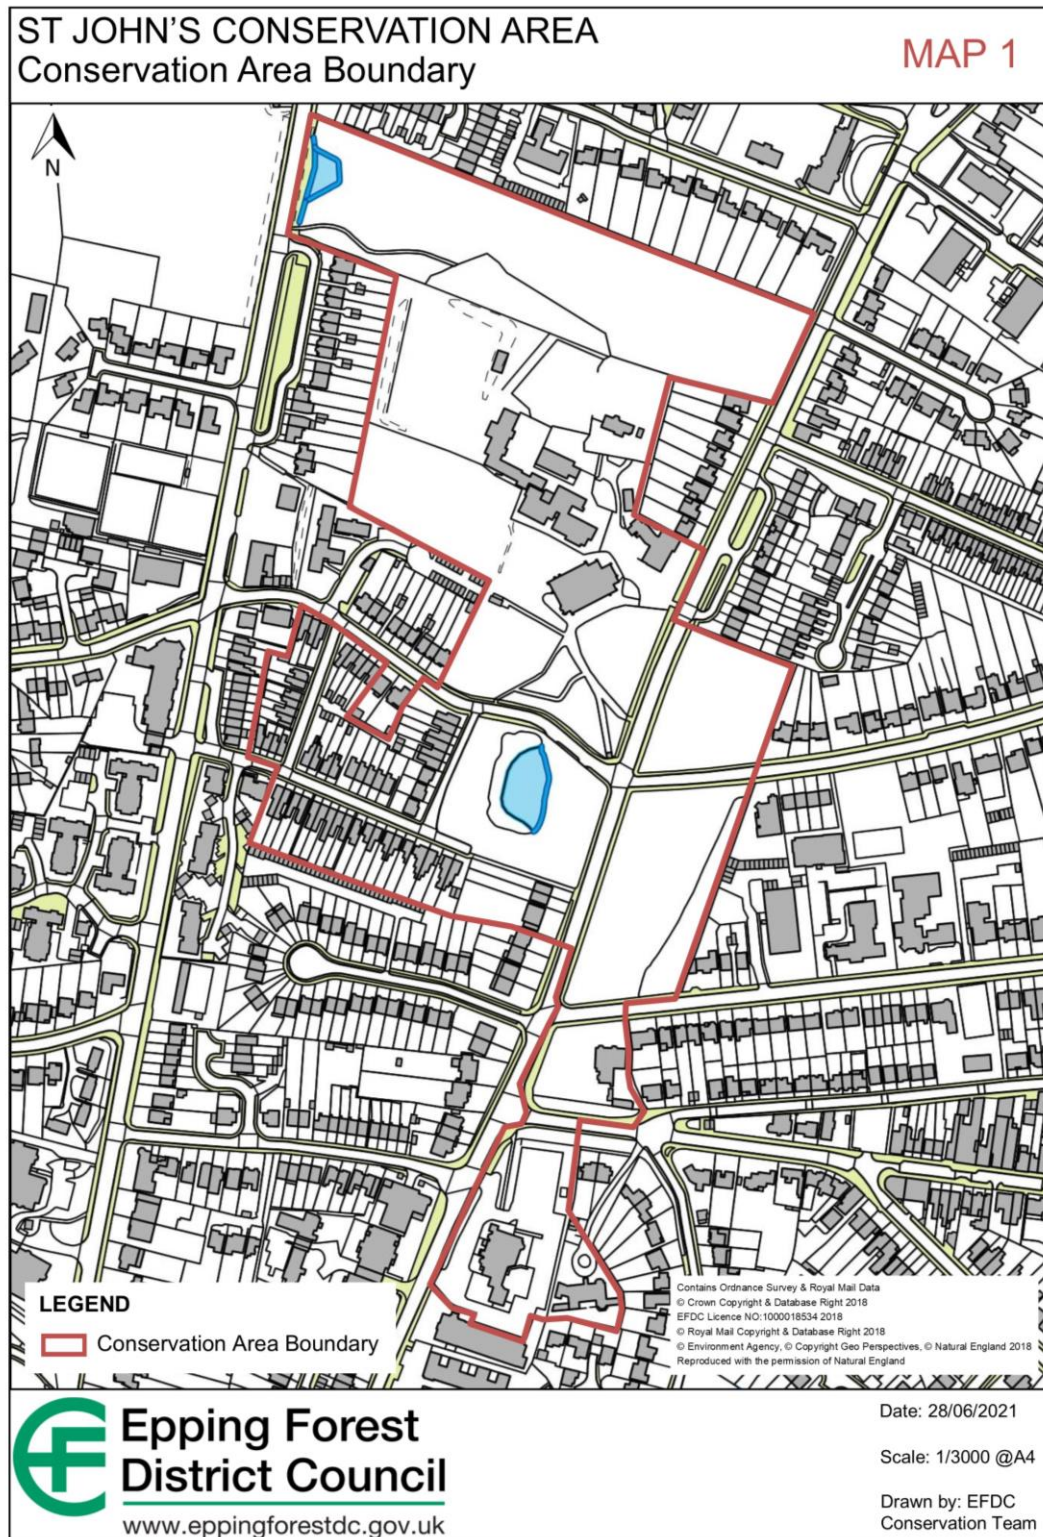 ST JOHN'S CONSERVATION AREA
Conservation Area Boundary
MAP 1
N
LEGEND
Conservation Area Boundary
Contains Ordnance Survey & Royal Mail Data
© Crown Copyright & Database Right 2018
EFDC Licence NO:1000018534 2018
© Royal Mail Copyright & Database Right 2018
© Environment Agency, © Copyright Geo Perspectives, © Natural England 2018
Reproduced with the permission of Natural England
Epping Forest
District Council
www.eppingforestdc.gov.uk
Date: 28/06/2021
Scale: 1/3000 @A4
Drawn by: EFDC
Conservation Team